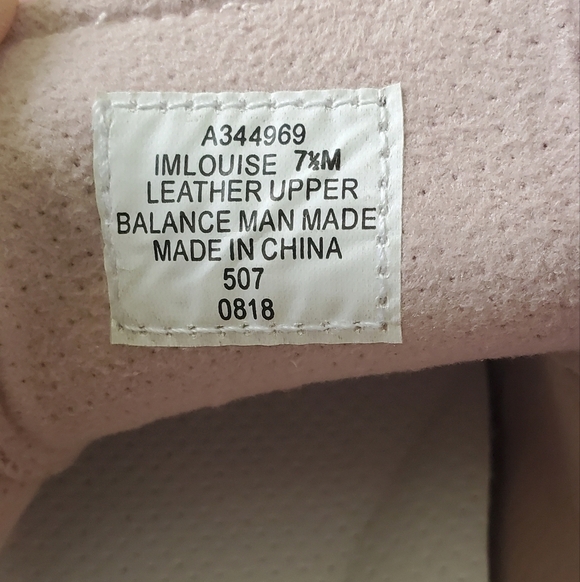 A344969
IMLOUISE 7½M
LEATHER UPPER
BALANCE MAN MADE
MADE IN CHINA
507
0818